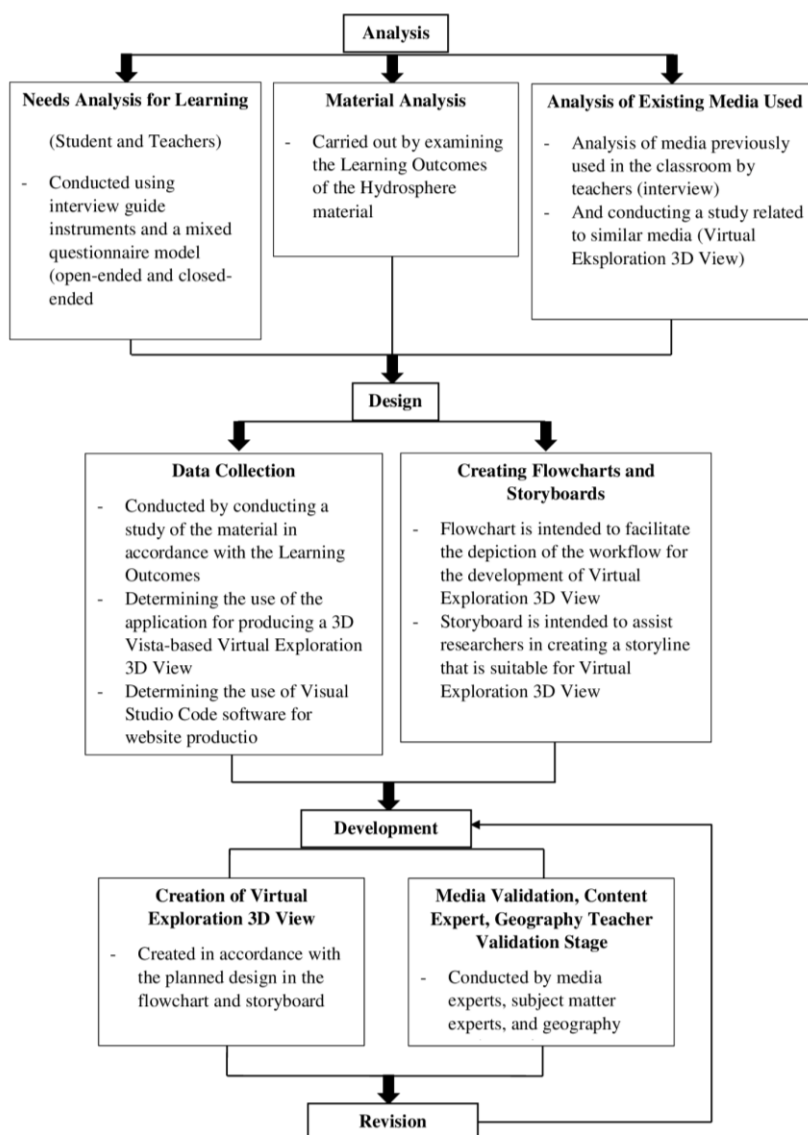 Analysis
Needs Analysis for Learning
(Student and Teachers)
- Conducted using
interview guide
instruments and a mixed
questionnaire model
(open-ended and closed-
ended
Material Analysis
- Carried out by examining
the Learning Outcomes
of the Hydrosphere
material
Analysis of Existing Media Used
- Analysis of media previously
used in the classroom by
teachers (interview)
- And conducting a study related
to similar media (Virtual
Eksploration 3D View)
Design
Data Collection
- Conducted by conducting a
study of the material in
accordance with the Learning
Outcomes
- Determining the use of the
application for producing a 3D
Vista-based Virtual Exploration
3D View
- Determining the use of Visual
Studio Code software for
website productio
Creating Flowcharts and
Storyboards
- Flowchart is intended to facilitate
the depiction of the workflow for
the development of Virtual
Exploration 3D View
- Storyboard is intended to assist
researchers in creating a storyline
that is suitable for Virtual
Exploration 3D View
Development
Creation of Virtual
Exploration 3D View
- Created in accordance with
the planned design in the
flowchart and storyboard
Media Validation, Content
Expert, Geography Teacher
Validation Stage
- Conducted by media
experts, subject matter
experts, and geography
Revision